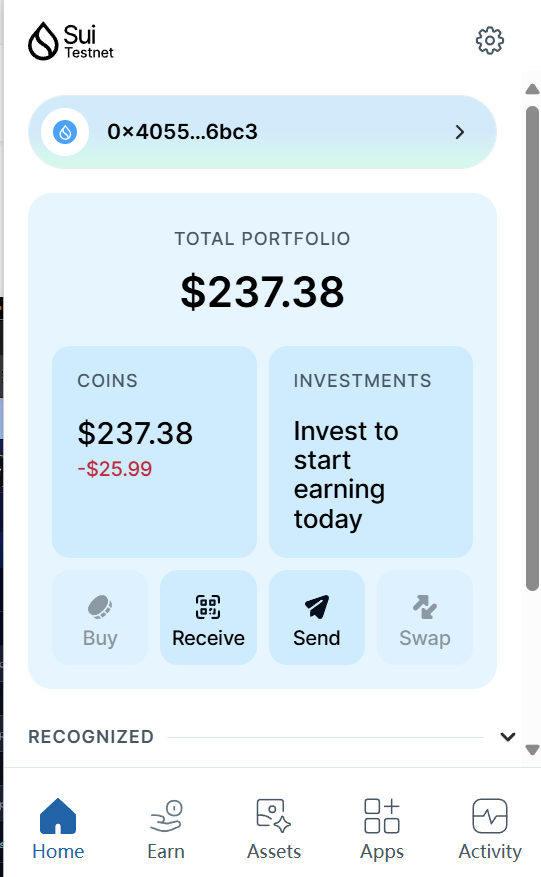 Sui
Testnet
0×4055...6bc3
TOTAL PORTFOLIO
$237.38
COINS
$237.38
-$25.99
INVESTMENTS
Invest to
start
earning
today
Buy
Receive
Send
Swap
RECOGNIZED
Home
Earn
Assets
Apps
Activity